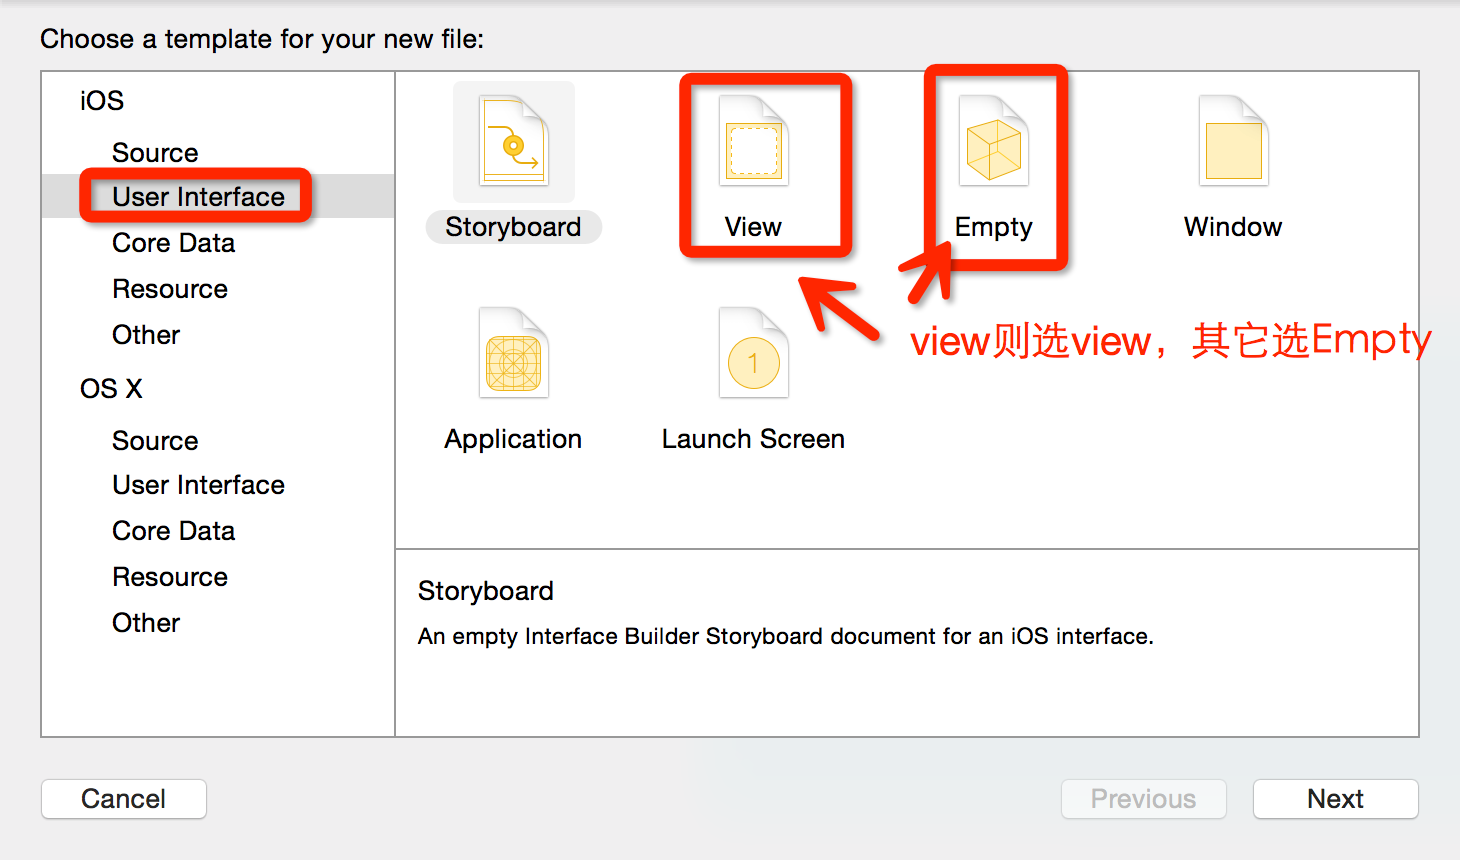 Choose a template for your new file:
iOS
Source
User Interface
Core Data
Resource
Other
OS X
Source
User Interface
Core Data
Resource
Other
Storyboard
View
Empty
Window
view则选view，其它选Empty
1
Application
Launch Screen
Storyboard
An empty Interface Builder Storyboard document for an iOS interface.
Cancel
Previous
Next